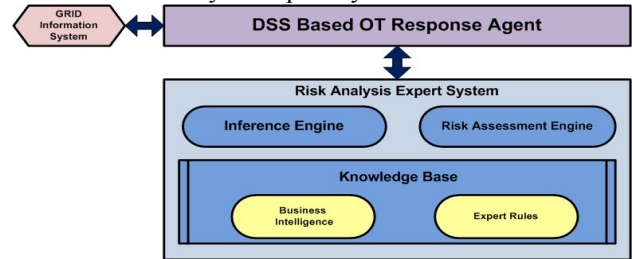 GRID
Information
System
DSS Based OT Response Agent
Risk Analysis Expert System
Inference Engine
Risk Assessment Engine
Knowledge Base
Business
Intelligence
Expert Rules